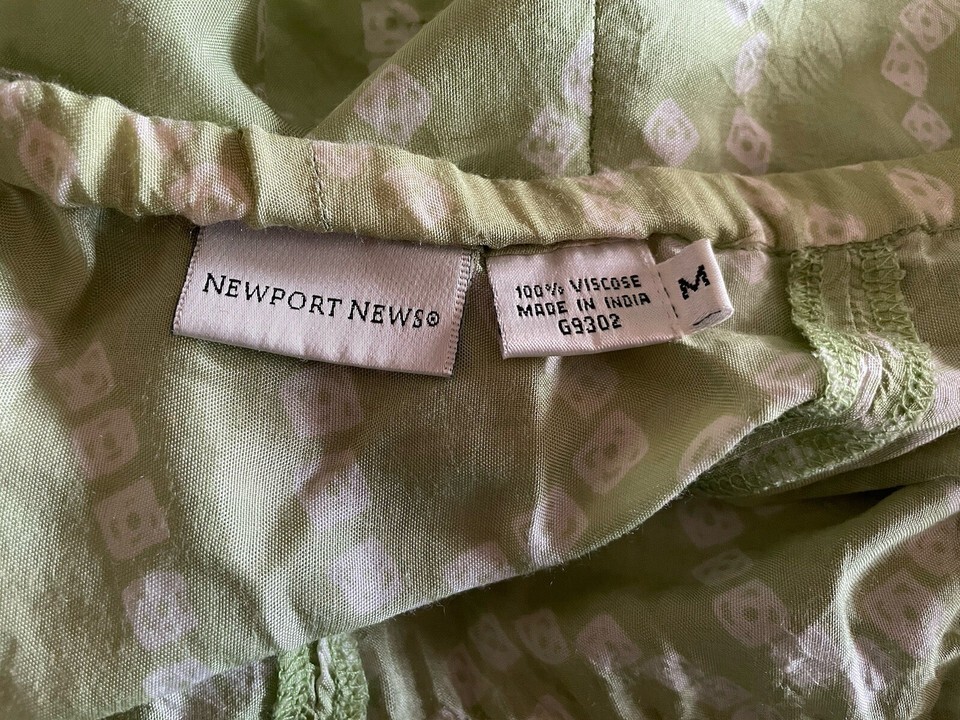 NEWPORT NEWS®
100% VISCOSE
MADE IN INDIA
G9302
M